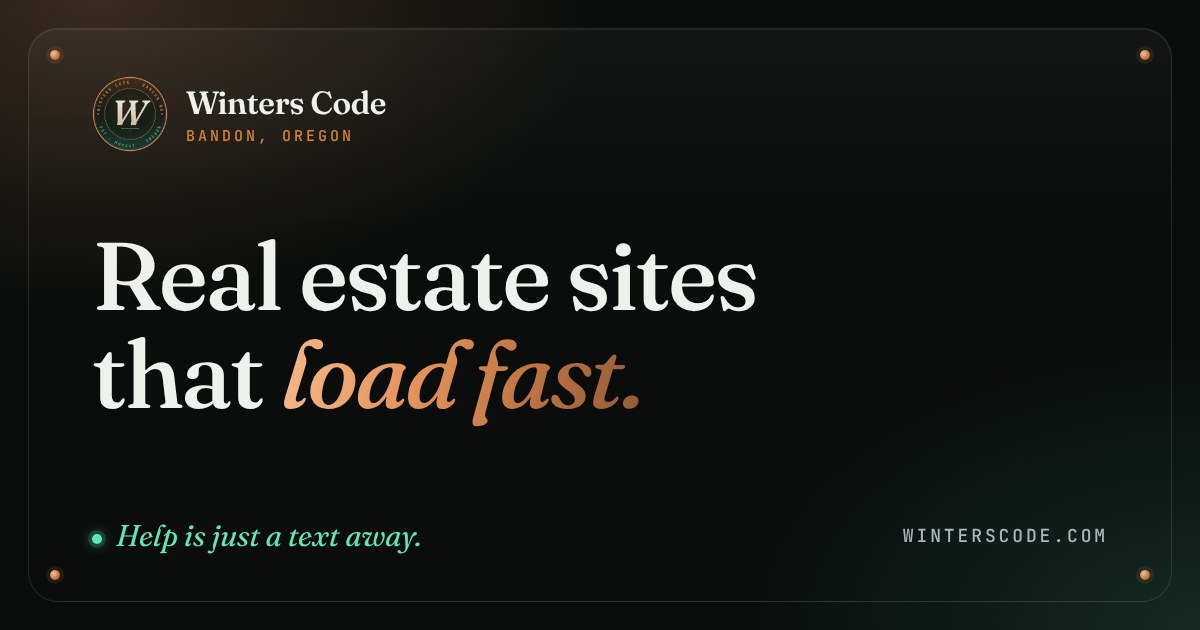 W
Winters Code
BANDON, OREGON
Real estate sites
that load fast.
Help is just a text away.
WINTERSCODE.COM